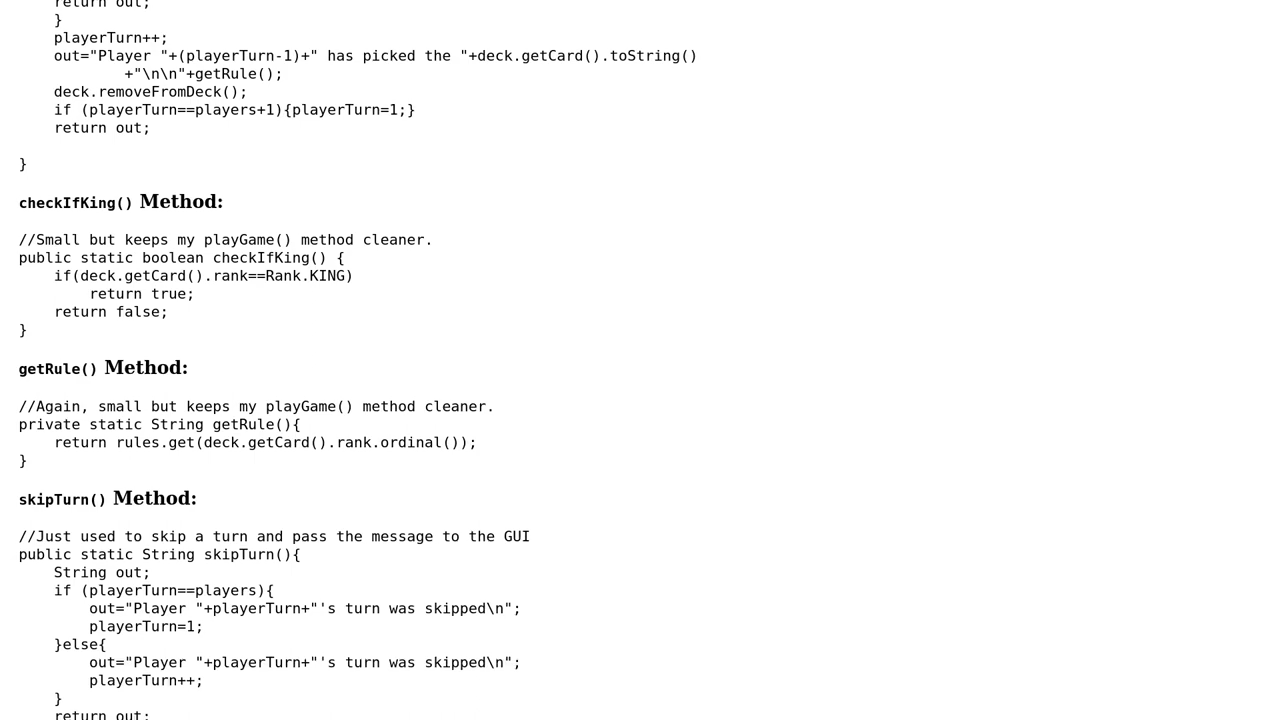 return out;
    }
    playerTurn++;
    out="Player "+(playerTurn-1)+" has picked the "+deck.getCard().toString()
            +"\n\n"+getRule();
    deck.removeFromDeck();
    if (playerTurn==players+1){playerTurn=1;}
    return out;

}
checkIfKing() Method:
//Small but keeps my playGame() method cleaner.
public static boolean checkIfKing() {
    if(deck.getCard().rank==Rank.KING)
        return true;
    return false;
}
getRule() Method:
//Again, small but keeps my playGame() method cleaner.
private static String getRule(){
    return rules.get(deck.getCard().rank.ordinal());
}
skipTurn() Method:
//Just used to skip a turn and pass the message to the GUI
public static String skipTurn(){
    String out;
    if (playerTurn==players){
        out="Player "+playerTurn+"'s turn was skipped\n";
        playerTurn=1;
    }else{
        out="Player "+playerTurn+"'s turn was skipped\n";
        playerTurn++;
    }
    return out;